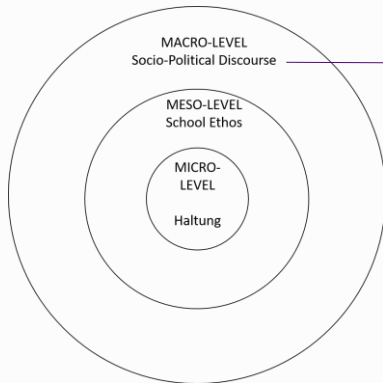 MACRO-LEVEL
Socio-Political Discourse
MESO-LEVEL
School Ethos
MICRO-
LEVEL
Haltung